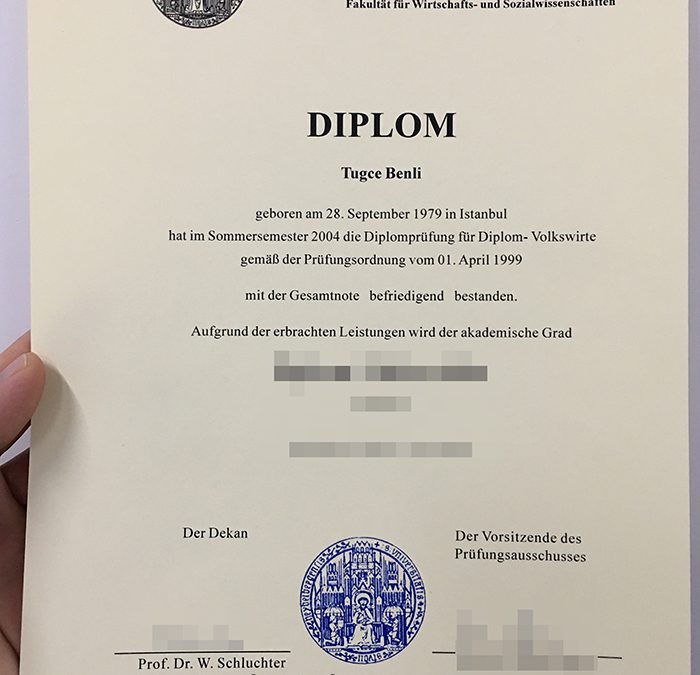 Fakultät für Wirtschafts- und Sozialwissenschaften
DIPLOM
Tugce Benli
geboren am 28. September 1979 in Istanbul
hat im Sommersemester 2004 die Diplomprüfung für Diplom- Volkswirte
gemäß der Prüfungsordnung vom 01. April 1999
mit der Gesamtnote befriedigend bestanden.
Aufgrund der erbrachten Leistungen wird der akademische Grad
Der Dekan
Der Vorsitzende des
Prüfungsausschusses
Prof. Dr. W. Schluchter